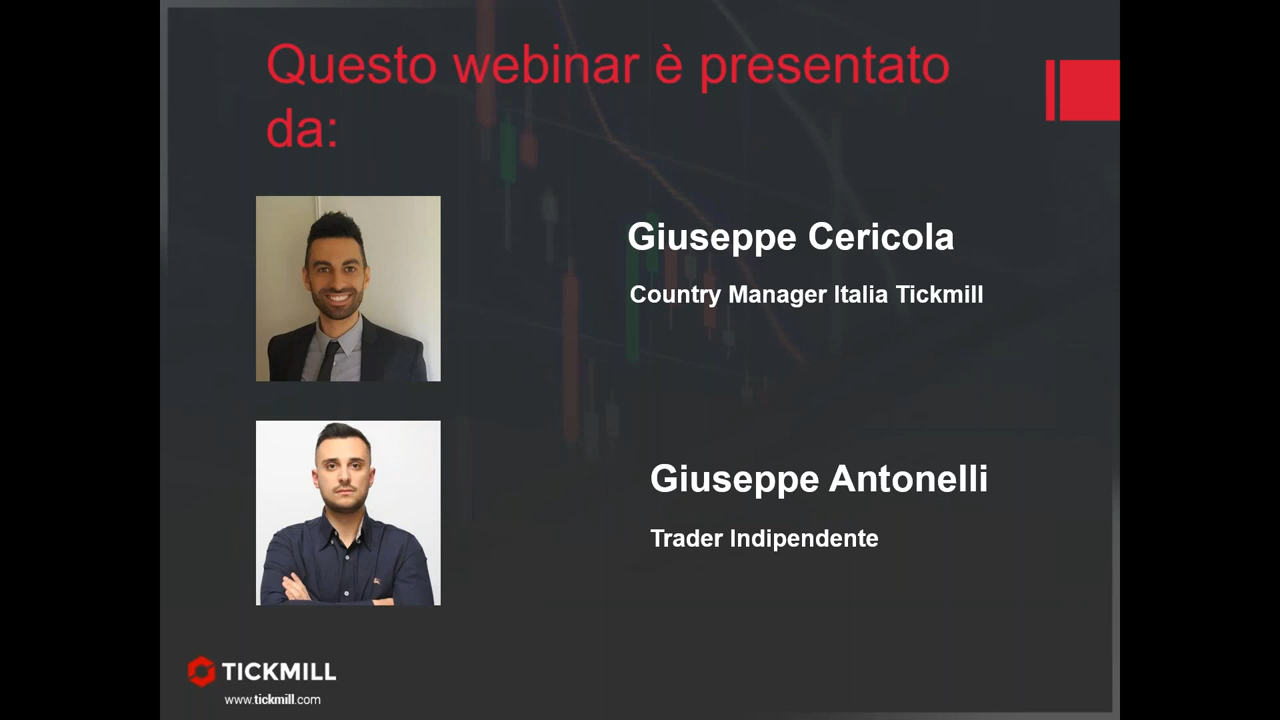 Questo webinar è presentato
da:
Giuseppe Cericola
Country Manager Italia Tickmill
Giuseppe Antonelli
Trader Indipendente
TICKMILL
www.tickmill.com